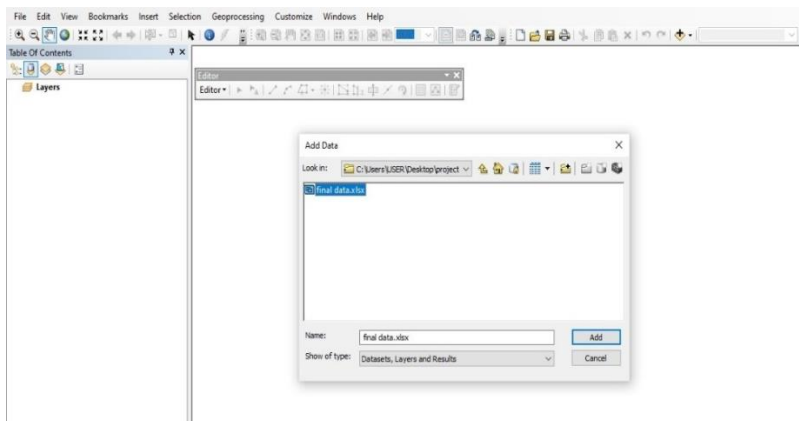 File Edit View Bookmarks Insert Selection Geoprocessing Customize Windows Help
Table Of Contents
Layers
Editor
Editor
Add Data
Look in: C:\Users\USER\Desktop\project
final data.xlsx
Name: final data.xlsx
Add
Show of type: Datasets, Layers and Results
Cancel